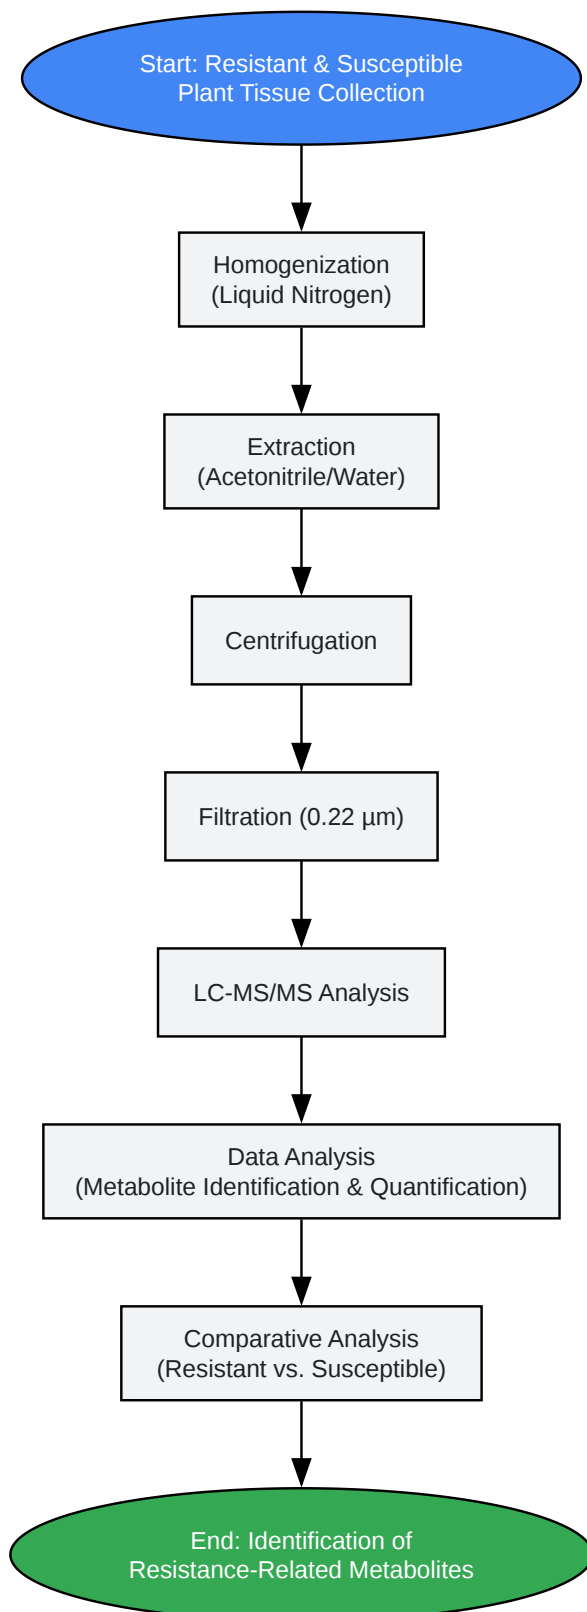 Start: Resistant & Susceptible
Plant Tissue Collection
Homogenization
(Liquid Nitrogen)
Extraction
(Acetonitrile/Water)
Centrifugation
Filtration (0.22 µm)
LC-MS/MS Analysis
Data Analysis
(Metabolite Identification & Quantification)
Comparative Analysis
(Resistant vs. Susceptible)
End: Identification of
Resistance-Related Metabolites